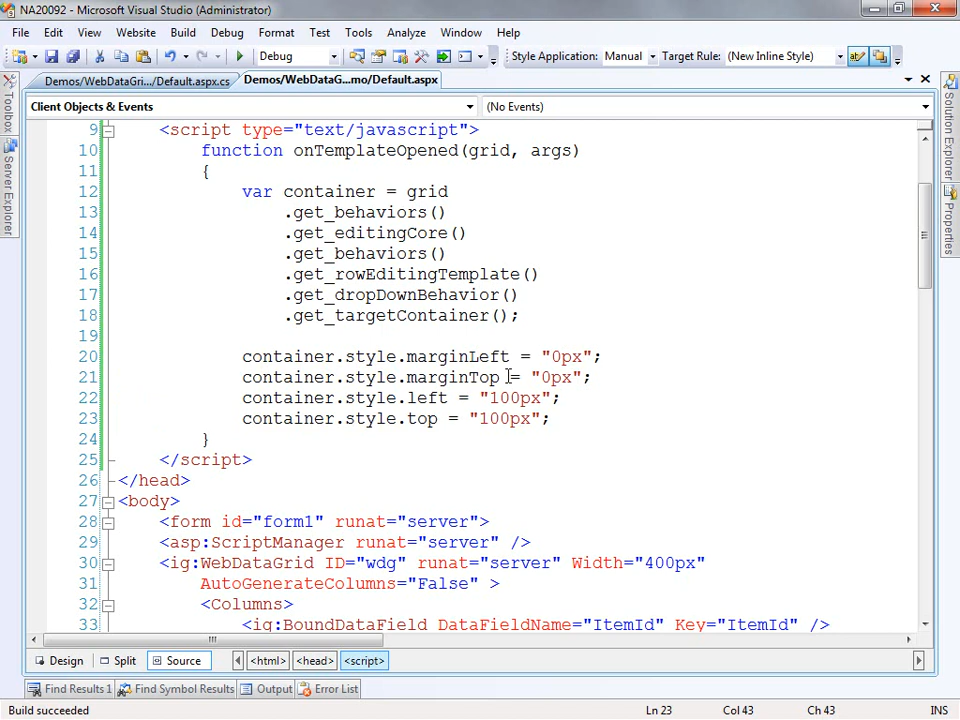 NA20092 - Microsoft Visual Studio (Administrator)
File Edit View Website Build Debug Format Test Tools Analyze Window Help
Debug Style Application: Manual Target Rule: (New Inline Style)
Demos/WebDataGri.../Default.aspx.cs Demos/WebDataG...mo/Default.aspx
Client Objects & Events (No Events)
Toolbox
Server Explorer
Solution Explorer
Properties
9 <script type="text/javascript">
10 function onTemplateOpened(grid, args)
11 {
12 var container = grid
13 .get_behaviors()
14 .get_editingCore()
15 .get_behaviors()
16 .get_rowEditingTemplate()
17 .get_dropDownBehavior()
18 .get_targetContainer();
19
20 container.style.marginLeft = "0px";
21 container.style.marginTop = "0px";
22 container.style.left = "100px";
23 container.style.top = "100px";
24 }
25 </script>
26 </head>
27 <body>
28 <form id="form1" runat="server">
29 <asp:ScriptManager runat="server" />
30 <ig:WebDataGrid ID="wdg" runat="server" Width="400px"
31 AutoGenerateColumns="False" >
32 <Columns>
33 <ig:BoundDataField DataFieldName="ItemId" Key="ItemId" />
Design Split Source <html> <head> <script>
Find Results 1 Find Symbol Results Output Error List
Build succeeded Ln 23 Col 43 Ch 43 INS